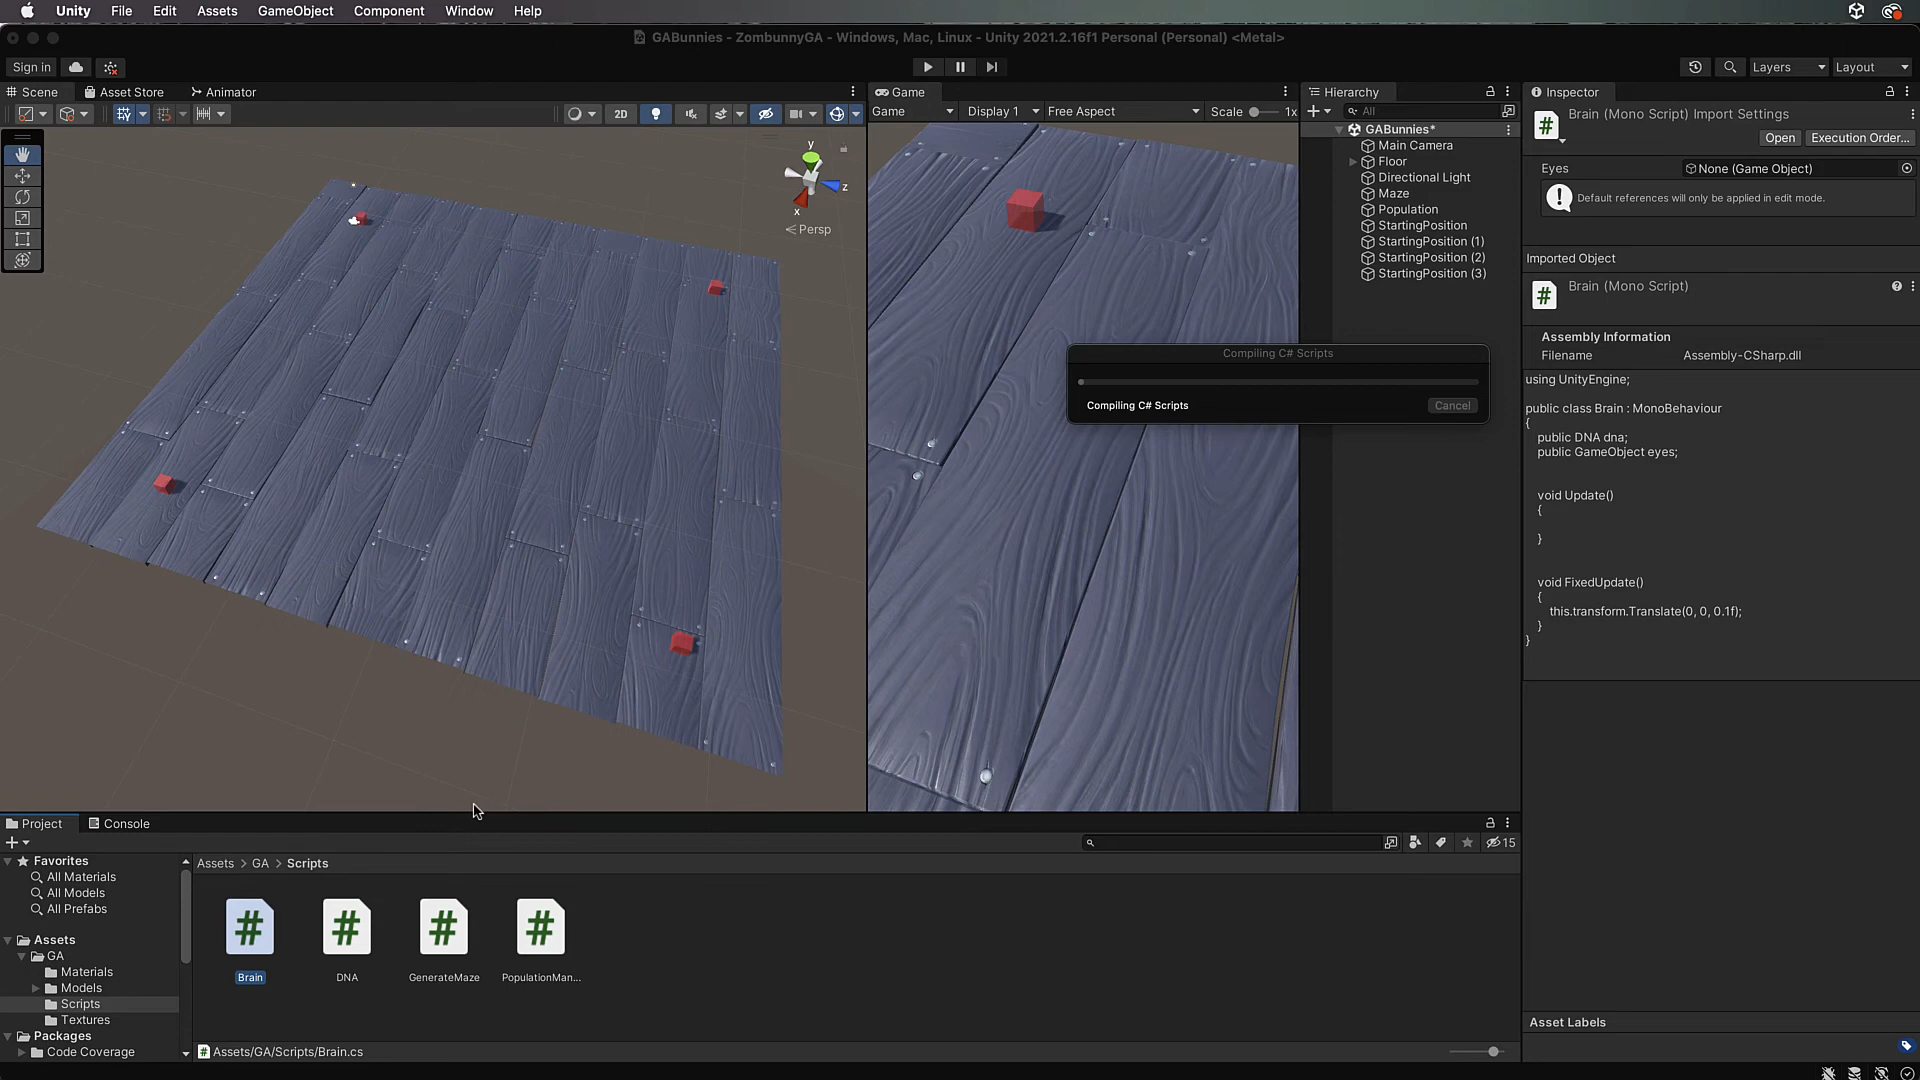 Unity File Edit Assets GameObject Component Window Help
GABunnies - ZombunnyGA - Windows, Mac, Linux - Unity 2021.2.16f1 Personal (Personal) <Metal>
Sign in
Layers
Layout
Scene
Asset Store
Animator
2D
y
z
x
Persp
Game
Game
Display 1
Free Aspect
Scale
1x
Hierarchy
All
GABunnies*
Main Camera
Floor
Directional Light
Maze
Population
StartingPosition
StartingPosition (1)
StartingPosition (2)
StartingPosition (3)
Compiling C# Scripts
Compiling C# Scripts
Cancel
Inspector
Brain (Mono Script) Import Settings
Open
Execution Order...
Eyes
None (Game Object)
Default references will only be applied in edit mode.
Imported Object
Brain (Mono Script)
Assembly Information
Filename
Assembly-CSharp.dll
using UnityEngine;
public class Brain : MonoBehaviour
{
public DNA dna;
public GameObject eyes;
void Update()
{
}
void FixedUpdate()
{
this.transform.Translate(0, 0, 0.1f);
}
}
Asset Labels
Project
Console
15
Favorites
All Materials
All Models
All Prefabs
Assets
GA
Materials
Models
Scripts
Textures
Packages
Code Coverage
Assets > GA > Scripts
Brain
DNA
GenerateMaze
PopulationMan...
Assets/GA/Scripts/Brain.cs